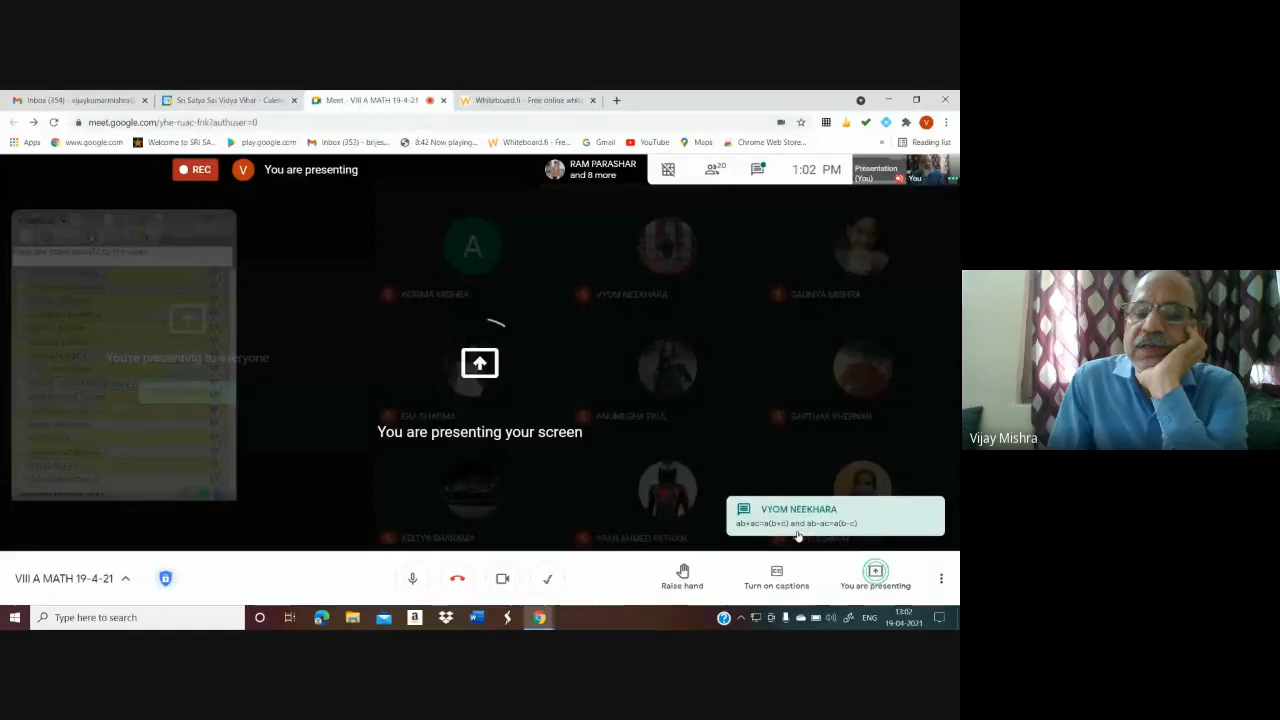 Inbox (354) - vijaykumarmishra
Sri Satya Sai Vidya Vihar - Calen
Meet - VIII A MATH 19-4-21
Whiteboard.fi - Free online whit
meet.google.com/yhe-ruac-fnk?authuser=0
Apps
www.google.com
Welcome to SRI SA...
play.google.com
Inbox (353) - brijes...
8:42 Now playing...
Whiteboard.fi - Fre...
Gmail
YouTube
Maps
Chrome Web Store...
»
Reading list
REC
V
You are presenting
RAM PARASHAR
and 8 more
20
1:02 PM
Presentation
(You)
You
A
VYOM NEEKHARA
SAUMYA MISHRA
You're presenting to everyone
You are presenting your screen
VYOM NEEKHARA
ab+ac=a(b+c) and ab-ac=a(b-c)
Vijay Mishra
VIII A MATH 19-4-21
Raise hand
Turn on captions
You are presenting
Type here to search
ENG
13:02
19-04-2021